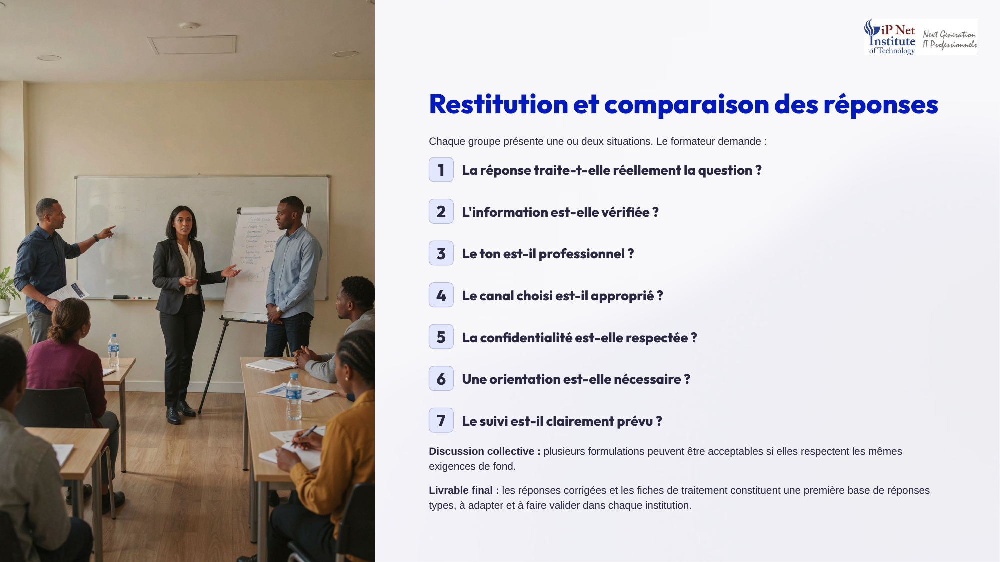 iP Net
Institute
of Technology
Next Generation
IT Professionnels
Restitution et comparaison des réponses
Chaque groupe présente une ou deux situations. Le formateur demande :
1 La réponse traite-t-elle réellement la question ?
2 L'information est-elle vérifiée ?
3 Le ton est-il professionnel ?
4 Le canal choisi est-il approprié ?
5 La confidentialité est-elle respectée ?
6 Une orientation est-elle nécessaire ?
7 Le suivi est-il clairement prévu ?
Discussion collective : plusieurs formulations peuvent être acceptables si elles respectent les mêmes
exigences de fond.
Livrable final : les réponses corrigées et les fiches de traitement constituent une première base de réponses
types, à adapter et à faire valider dans chaque institution.